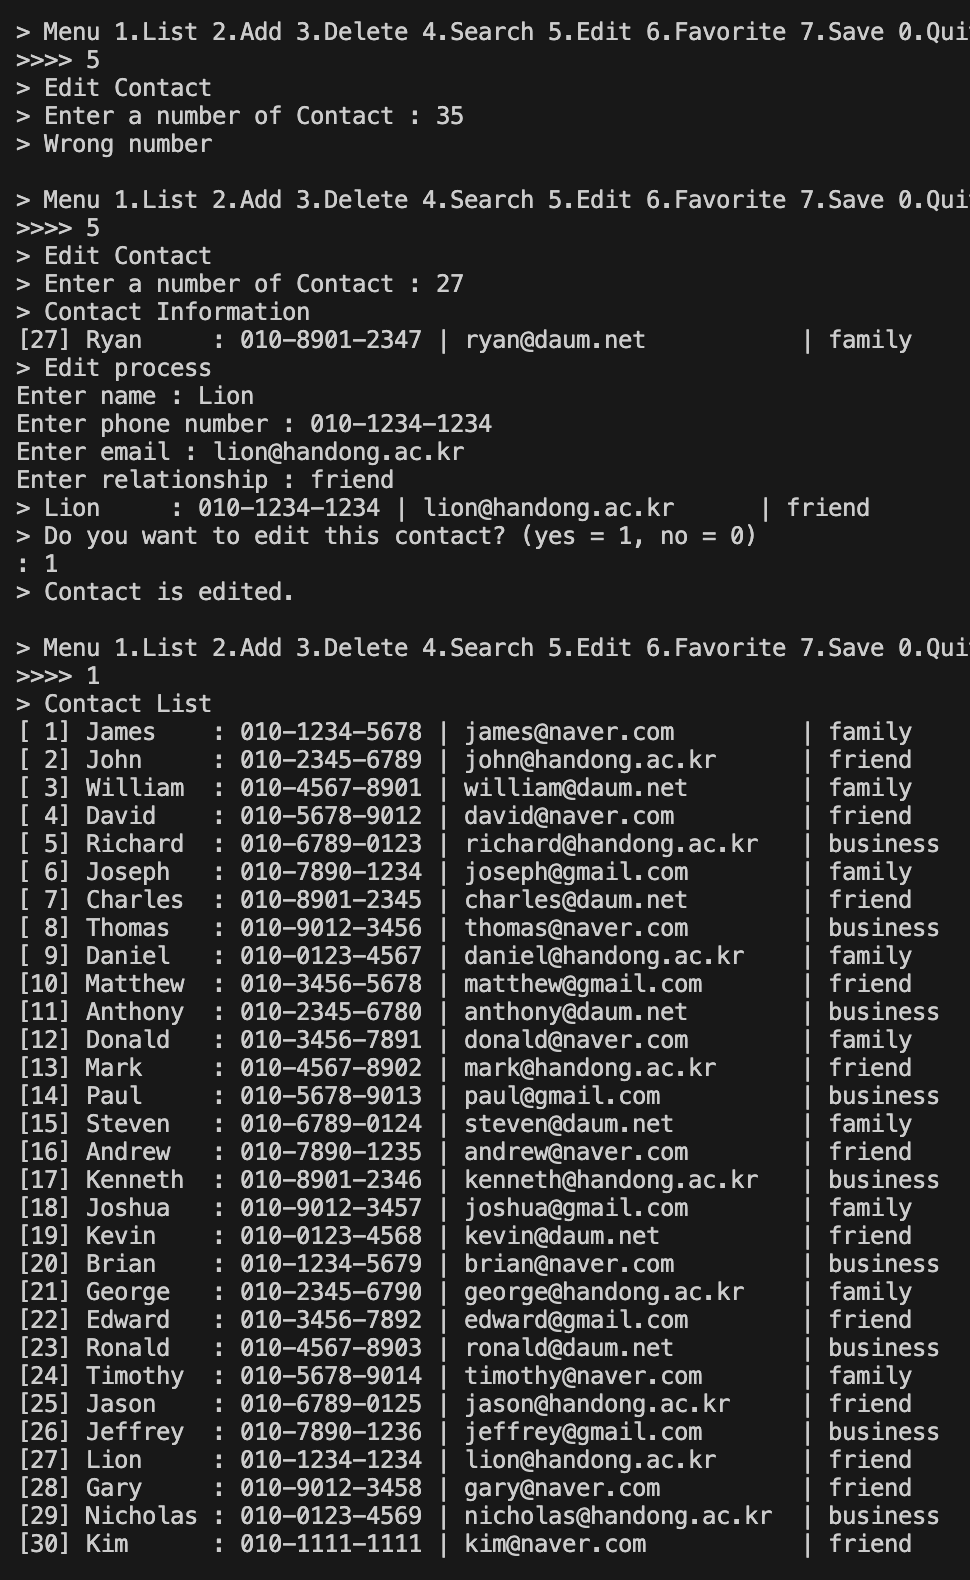 > Menu 1.List 2.Add 3.Delete 4.Search 5.Edit 6.Favorite 7.Save 0.Qui
>>>> 5
> Edit Contact
> Enter a number of Contact : 35
> Wrong number
> Menu 1.List 2.Add 3.Delete 4.Search 5.Edit 6.Favorite 7.Save 0.Qui
>>>> 5
> Edit Contact
> Enter a number of Contact : 27
> Contact Information
[27] Ryan     : 010-8901-2347 | ryan@daum.net           | family
> Edit process
Enter name : Lion
Enter phone number : 010-1234-1234
Enter email : lion@handong.ac.kr
Enter relationship : friend
> Lion     : 010-1234-1234 | lion@handong.ac.kr      | friend
> Do you want to edit this contact? (yes = 1, no = 0)
: 1
> Contact is edited.
> Menu 1.List 2.Add 3.Delete 4.Search 5.Edit 6.Favorite 7.Save 0.Qui
>>>> 1
> Contact List
[ 1] James    : 010-1234-5678 | james@naver.com         | family
[ 2] John     : 010-2345-6789 | john@handong.ac.kr      | friend
[ 3] William  : 010-4567-8901 | william@daum.net        | family
[ 4] David    : 010-5678-9012 | david@naver.com         | friend
[ 5] Richard  : 010-6789-0123 | richard@handong.ac.kr   | business
[ 6] Joseph   : 010-7890-1234 | joseph@gmail.com        | family
[ 7] Charles  : 010-8901-2345 | charles@daum.net        | friend
[ 8] Thomas   : 010-9012-3456 | thomas@naver.com        | business
[ 9] Daniel   : 010-0123-4567 | daniel@handong.ac.kr    | family
[10] Matthew  : 010-3456-5678 | matthew@gmail.com       | friend
[11] Anthony  : 010-2345-6780 | anthony@daum.net        | business
[12] Donald   : 010-3456-7891 | donald@naver.com        | family
[13] Mark     : 010-4567-8902 | mark@handong.ac.kr      | friend
[14] Paul     : 010-5678-9013 | paul@gmail.com          | business
[15] Steven   : 010-6789-0124 | steven@daum.net         | family
[16] Andrew   : 010-7890-1235 | andrew@naver.com        | friend
[17] Kenneth  : 010-8901-2346 | kenneth@handong.ac.kr   | business
[18] Joshua   : 010-9012-3457 | joshua@gmail.com        | family
[19] Kevin    : 010-0123-4568 | kevin@daum.net          | friend
[20] Brian    : 010-1234-5679 | brian@naver.com         | business
[21] George   : 010-2345-6790 | george@handong.ac.kr    | family
[22] Edward   : 010-3456-7892 | edward@gmail.com        | friend
[23] Ronald   : 010-4567-8903 | ronald@daum.net         | business
[24] Timothy  : 010-5678-9014 | timothy@naver.com       | family
[25] Jason    : 010-6789-0125 | jason@handong.ac.kr     | friend
[26] Jeffrey  : 010-7890-1236 | jeffrey@gmail.com       | business
[27] Lion     : 010-1234-1234 | lion@handong.ac.kr      | friend
[28] Gary     : 010-9012-3458 | gary@naver.com          | friend
[29] Nicholas : 010-0123-4569 | nicholas@handong.ac.kr  | business
[30] Kim      : 010-1111-1111 | kim@naver.com           | friend